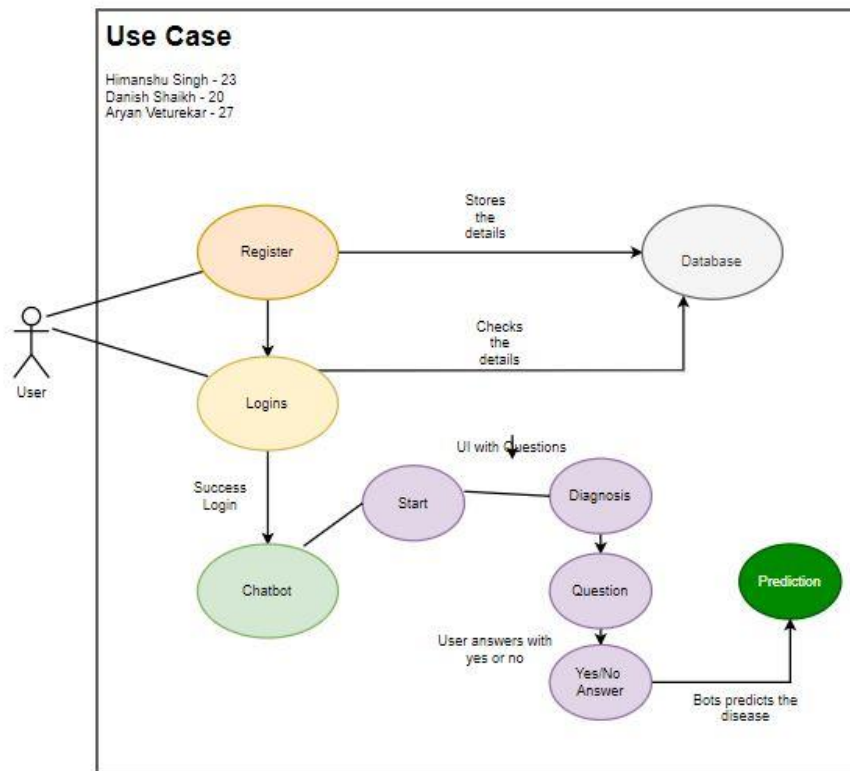 Use Case
Himanshu Singh - 23
Danish Shaikh - 20
Aryan Veturekar - 27
Stores
the
details
Register
Database
Checks
the
details
User
Logins
UI with Questions
Success
Login
Start
Diagnosis
Chatbot
Question
Prediction
User answers with
yes or no
Yes/No
Answer
Bots predicts the
disease